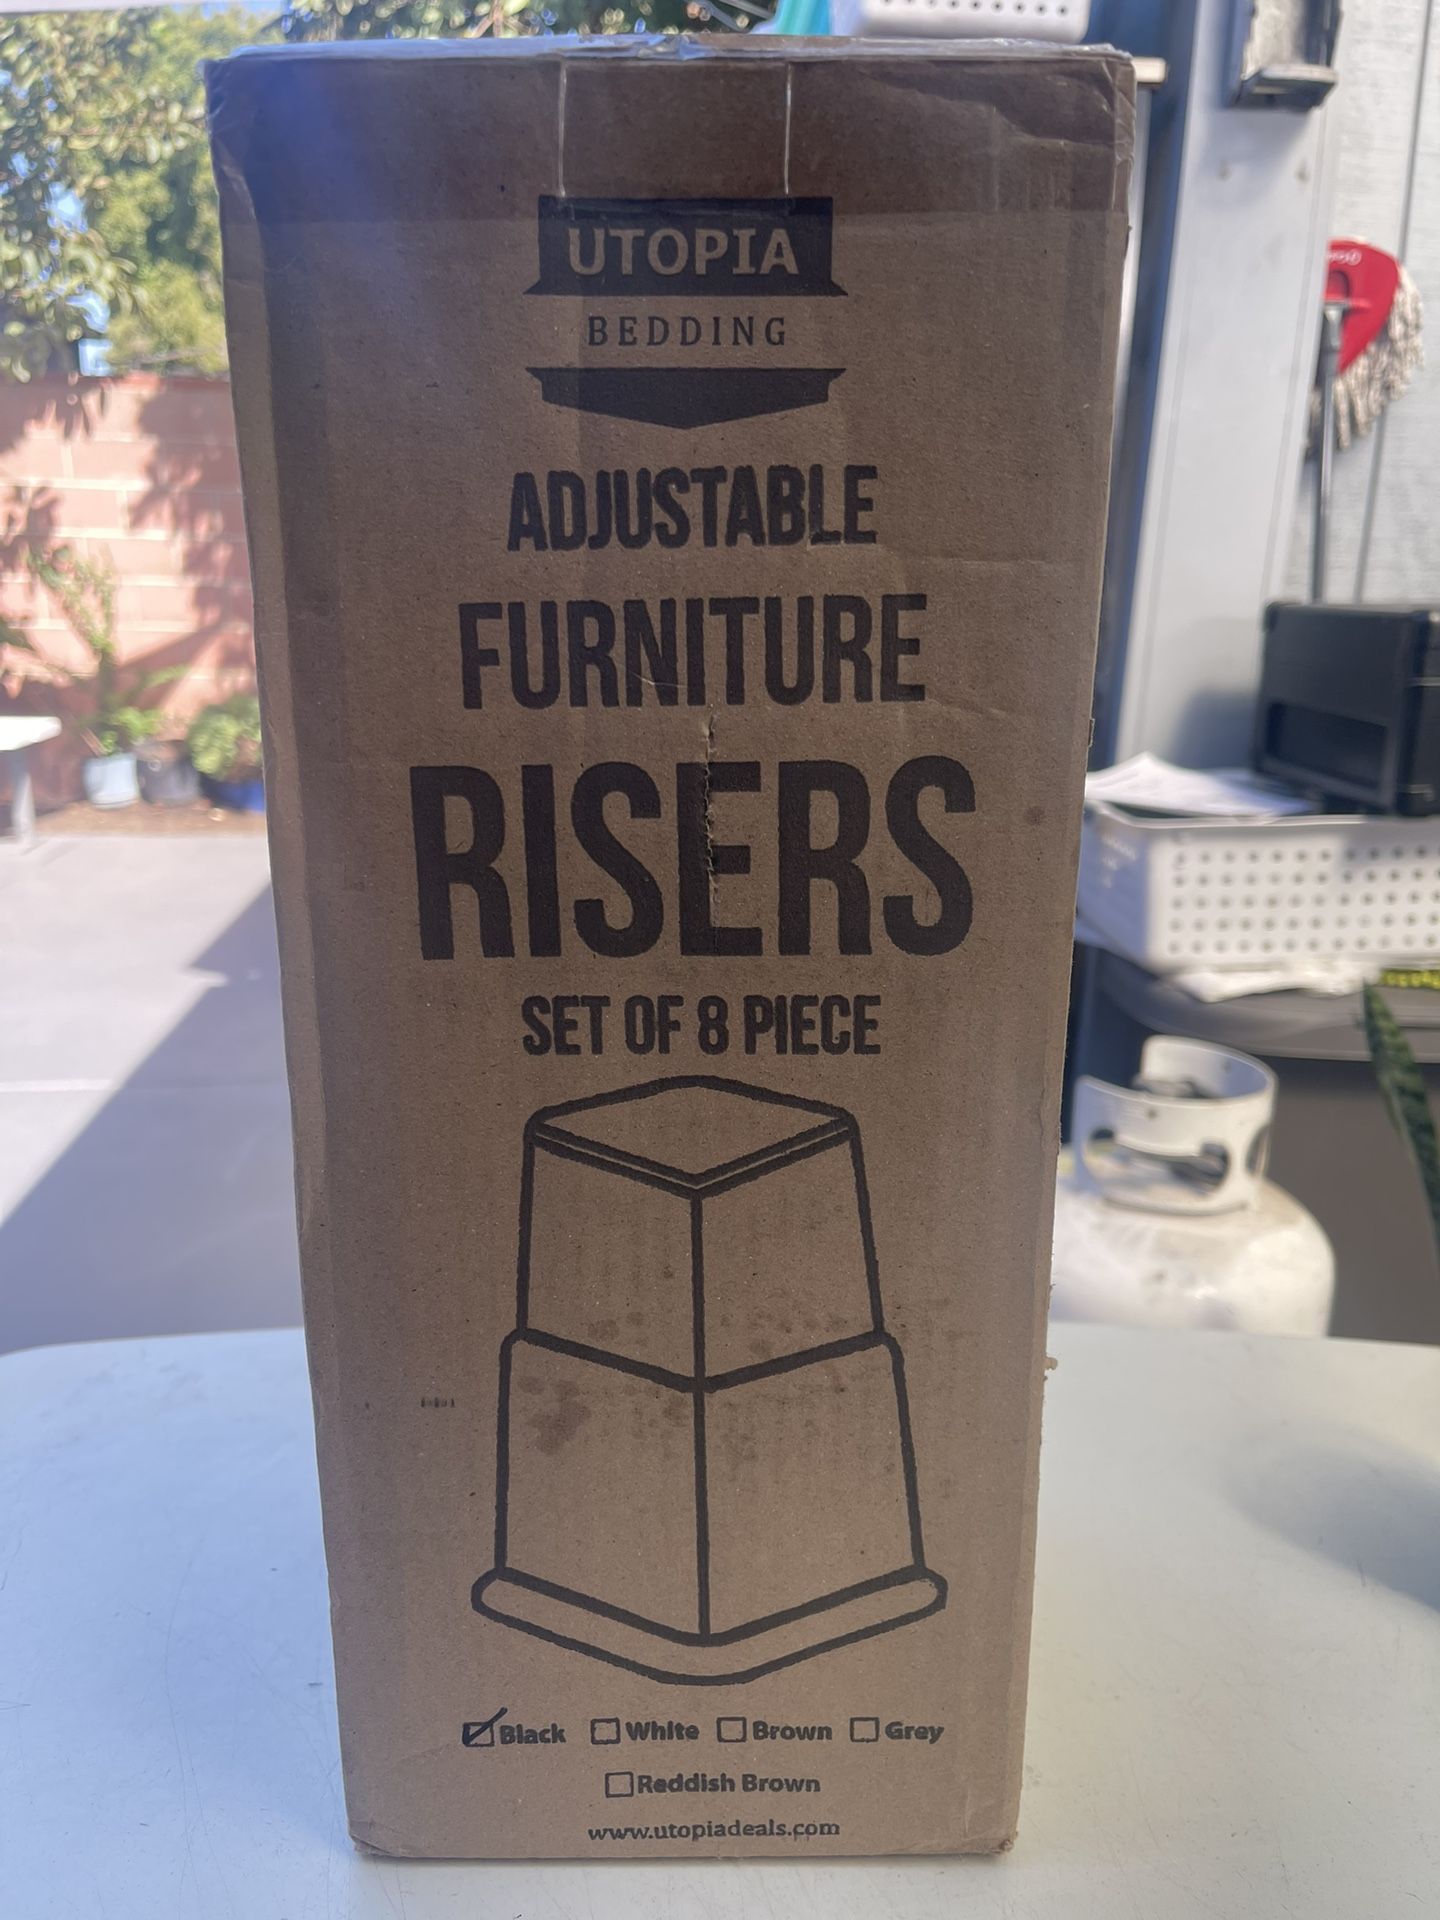 UTOPIA
BEDDING
ADJUSTABLE
FURNITURE
RISERS
SET OF 8 PIECE
Black White Brown Grey
Reddish Brown
www.utopiadeals.com